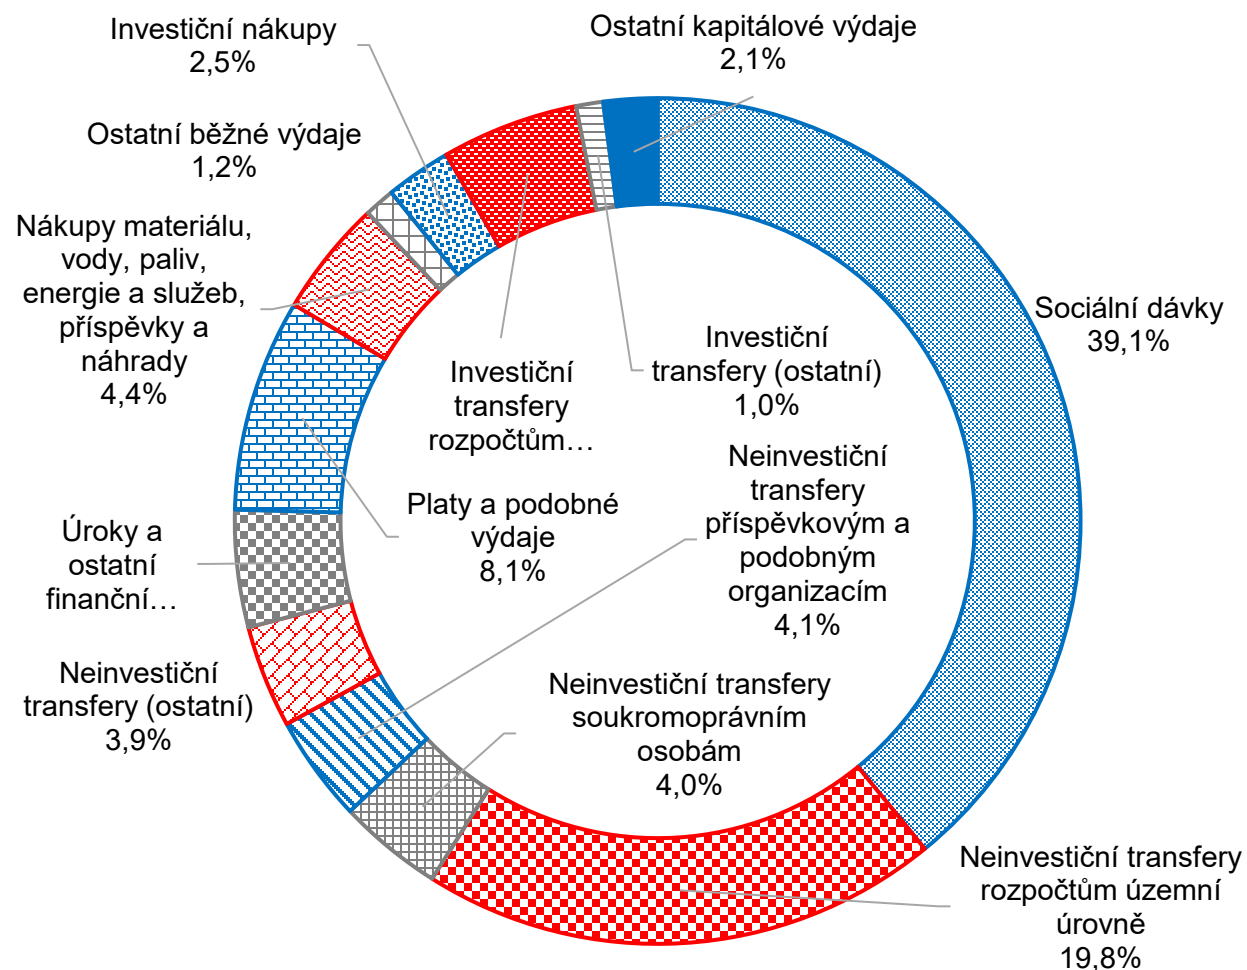 Investiční nákupy
2,5%
Ostatní kapitálové výdaje
2,1%
Ostatní běžné výdaje
1,2%
Nákupy materiálu,
vody, paliv,
energie a služeb,
příspěvky a
náhrady
4,4%
Sociální dávky
39,1%
Investiční
transfery (ostatní)
1,0%
Investiční
transfery
rozpočtům…
Neinvestiční
transfery
příspěvkovým a
podobným
organizacím
4,1%
Platy a podobné
výdaje
8,1%
Úroky a
ostatní
finanční…
Neinvestiční
transfery (ostatní)
3,9%
Neinvestiční transfery
soukromoprávním
osobám
4,0%
Neinvestiční transfery
rozpočtům územní
úrovně
19,8%